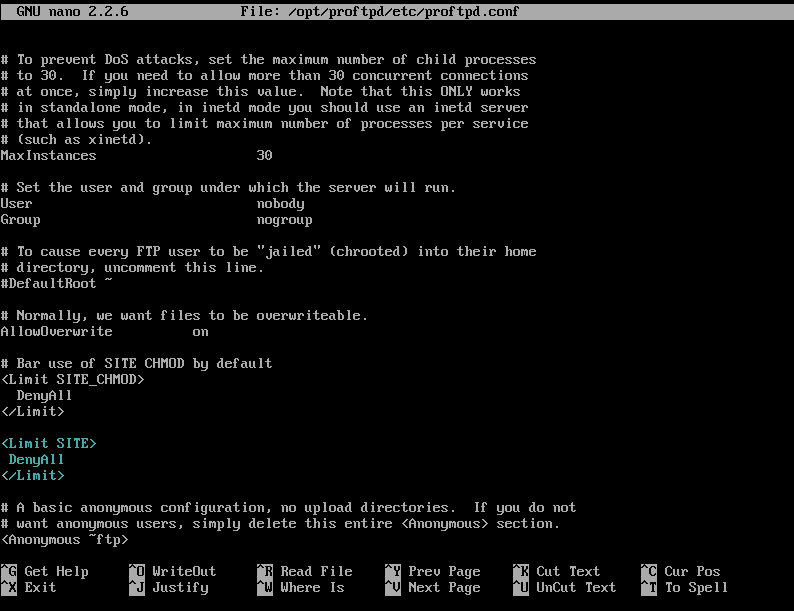 GNU nano 2.2.6 File: /opt/proftpd/etc/proftpd.conf
# To prevent DoS attacks, set the maximum number of child processes
# to 30.  If you need to allow more than 30 concurrent connections
# at once, simply increase this value.  Note that this ONLY works
# in standalone mode, in inetd mode you should use an inetd server
# that allows you to limit maximum number of processes per service
# (such as xinetd).
MaxInstances 30
# Set the user and group under which the server will run.
User nobody
Group nogroup
# To cause every FTP user to be "jailed" (chrooted) into their home
# directory, uncomment this line.
#DefaultRoot ~
# Normally, we want files to be overwriteable.
AllowOverwrite on
# Bar use of SITE CHMOD by default
<Limit SITE_CHMOD>
  DenyAll
</Limit>
<Limit SITE>
 DenyAll
</Limit>
# A basic anonymous configuration, no upload directories.  If you do not
# want anonymous users, simply delete this entire <Anonymous> section.
<Anonymous ~ftp>
^G Get Help ^O WriteOut ^R Read File ^Y Prev Page ^K Cut Text ^C Cur Pos
^X Exit ^J Justify ^W Where Is ^V Next Page ^U UnCut Text ^T To Spell